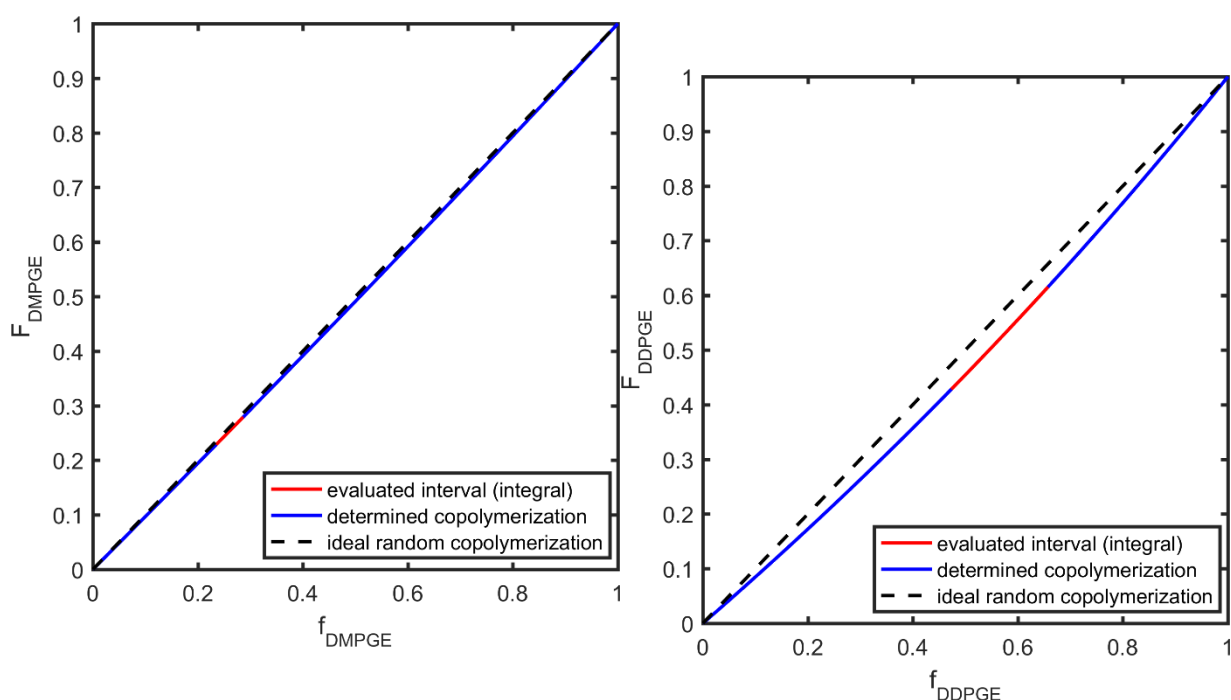 1
0.9
0.8
0.7
0.6
0.5
0.4
0.3
0.2
0.1
0
F_DMPGE
0 0.2 0.4 0.6 0.8 1
f_DMPGE
evaluated interval (integral)
determined copolymerization
ideal random copolymerization
1
0.9
0.8
0.7
0.6
0.5
0.4
0.3
0.2
0.1
0
F_DDPGE
0 0.2 0.4 0.6 0.8 1
f_DDPGE
evaluated interval (integral)
determined copolymerization
ideal random copolymerization